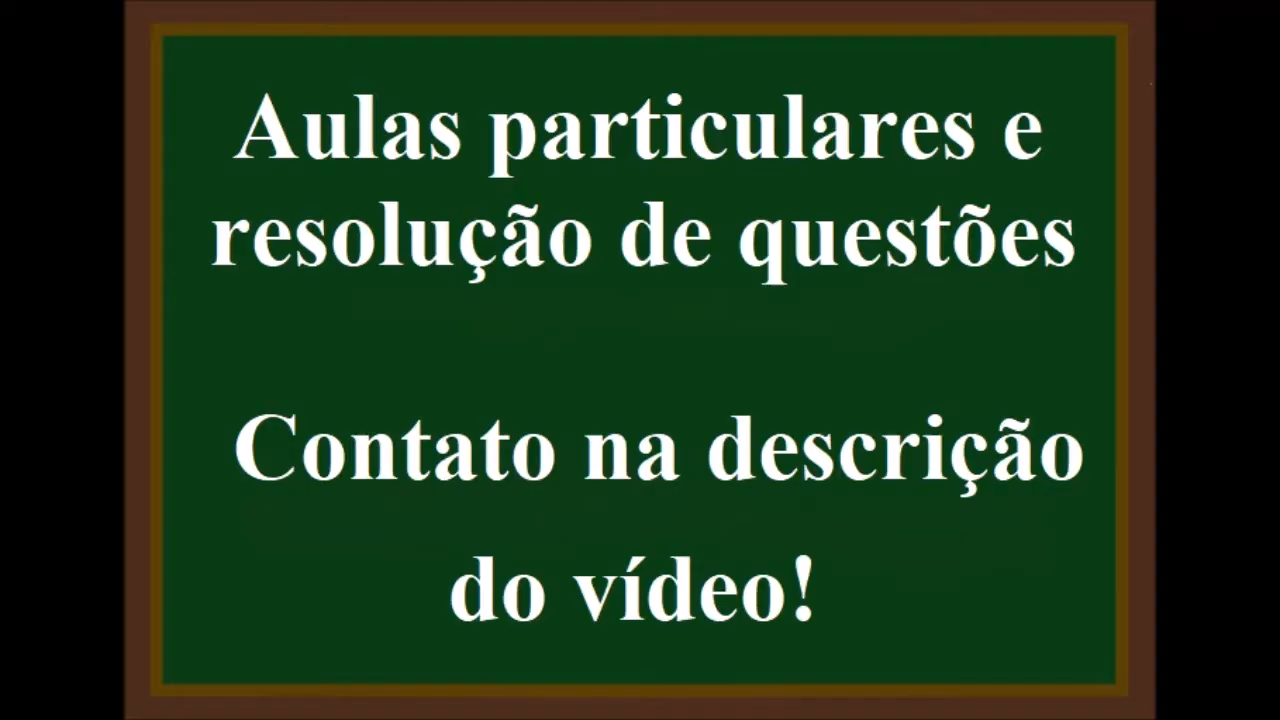 Aulas particulares e
resolução de questões
Contato na descrição
do vídeo!